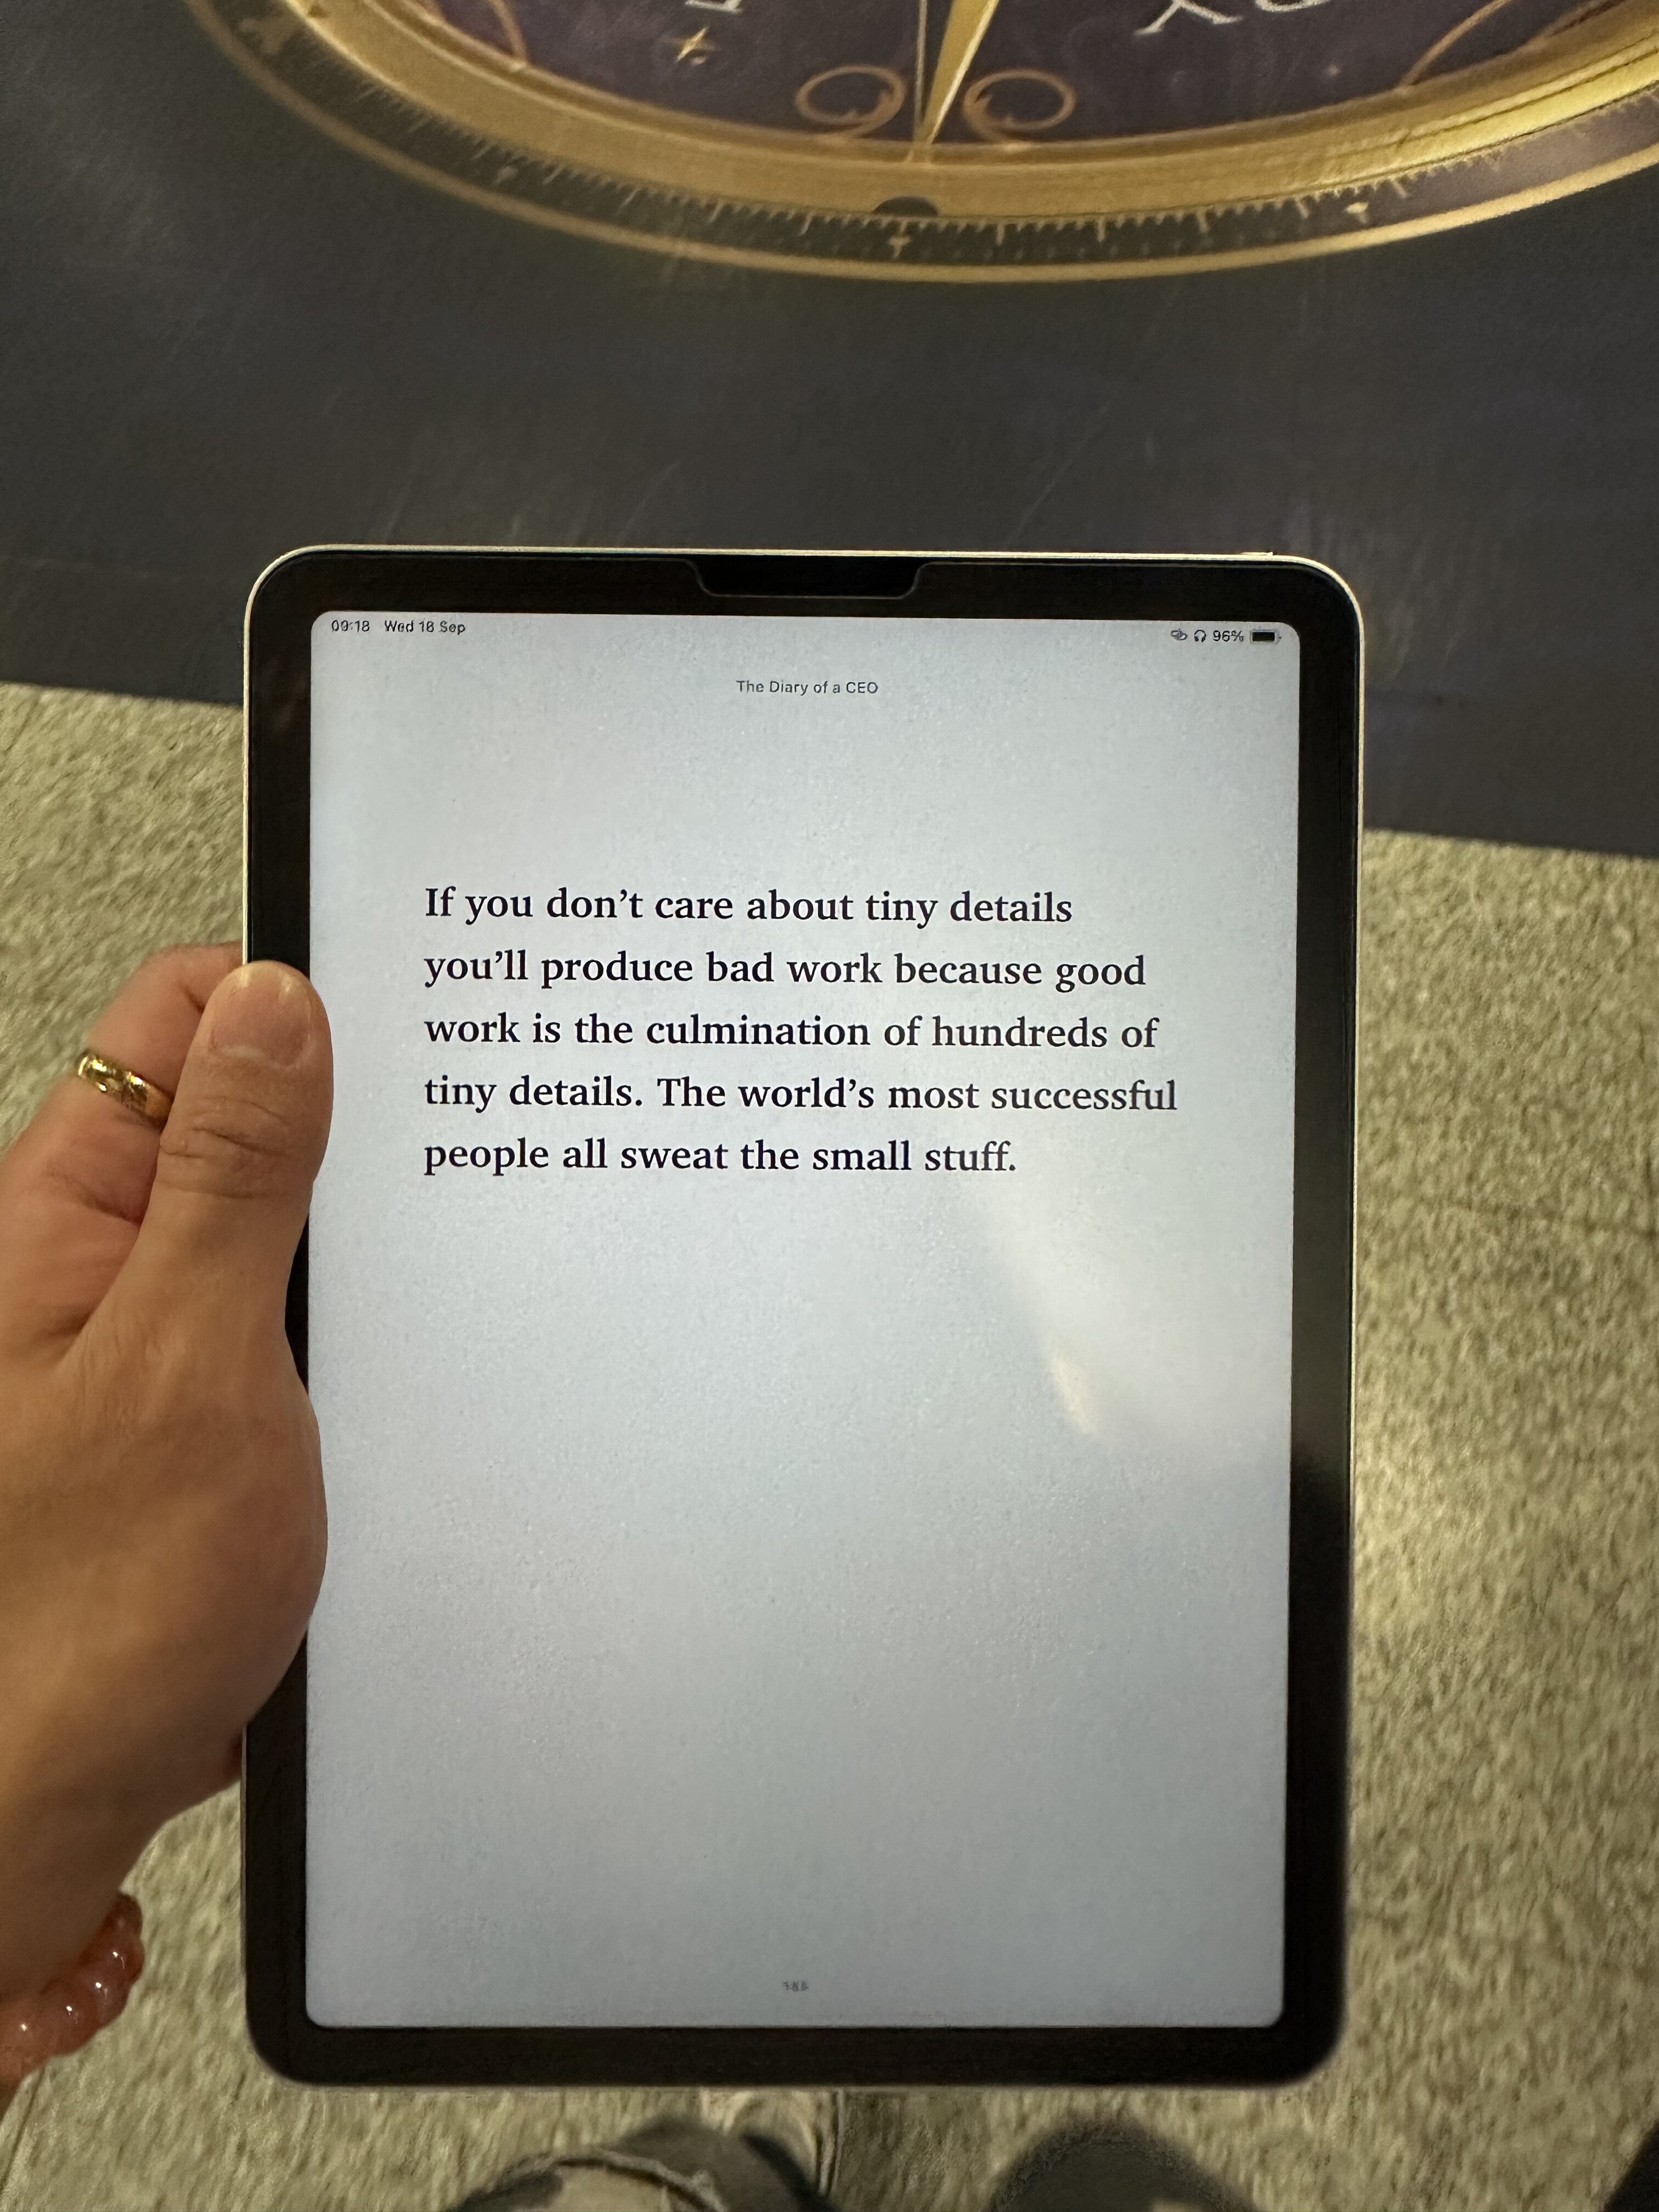 09:18 Wed 18 Sep
96%
The Diary of a CEO
If you don’t care about tiny details
you’ll produce bad work because good
work is the culmination of hundreds of
tiny details. The world’s most successful
people all sweat the small stuff.